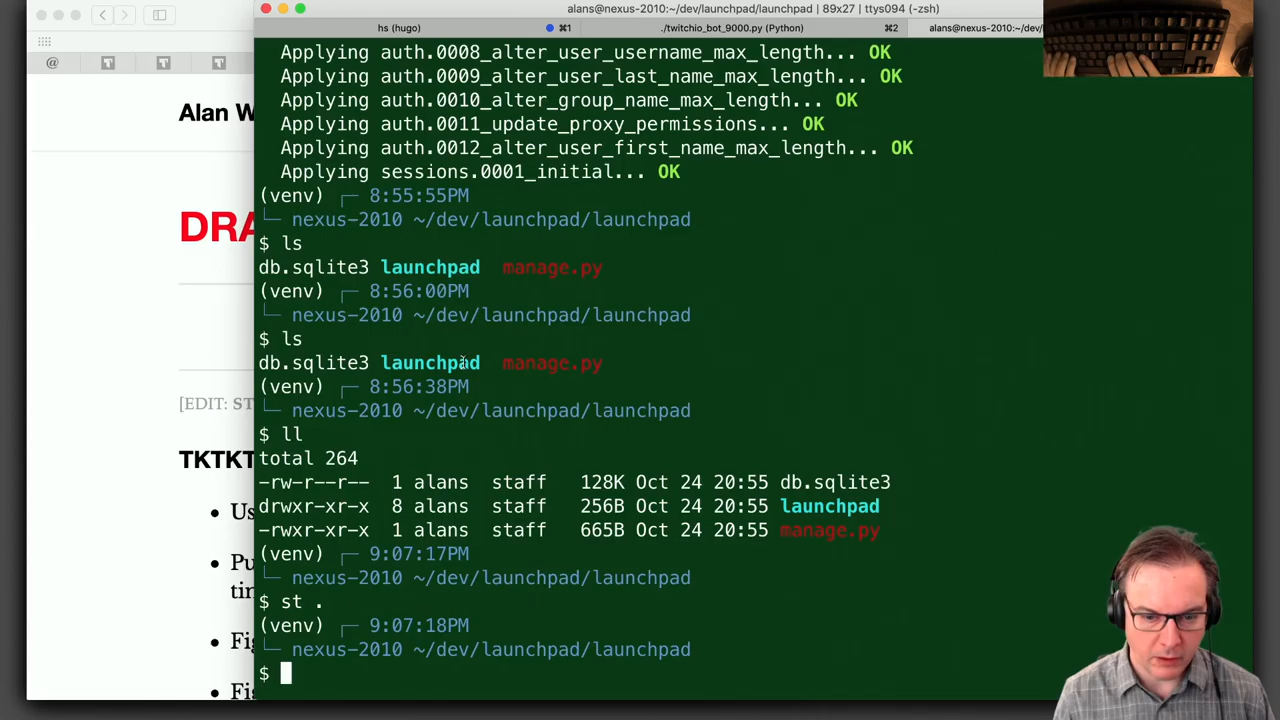 alans@nexus-2010:~/dev/launchpad/launchpad | 89x27 | ttys094 (-zsh)
hs (hugo) ⌘1 ./twitchio_bot_9000.py (Python) ⌘2 alans@nexus-2010:~/dev/
@
Alan W
DRA
[EDIT: ST
TKTKT
Us
Pu
tin
Fig
Fig
Applying auth.0008_alter_user_username_max_length... OK
Applying auth.0009_alter_user_last_name_max_length... OK
Applying auth.0010_alter_group_name_max_length... OK
Applying auth.0011_update_proxy_permissions... OK
Applying auth.0012_alter_user_first_name_max_length... OK
Applying sessions.0001_initial... OK
(venv) ┌─ 8:55:55PM
└─ nexus-2010 ~/dev/launchpad/launchpad
$ ls
db.sqlite3 launchpad manage.py
(venv) ┌─ 8:56:00PM
└─ nexus-2010 ~/dev/launchpad/launchpad
$ ls
db.sqlite3 launchpad manage.py
(venv) ┌─ 8:56:38PM
└─ nexus-2010 ~/dev/launchpad/launchpad
$ ll
total 264
-rw-r--r-- 1 alans staff 128K Oct 24 20:55 db.sqlite3
drwxr-xr-x 8 alans staff 256B Oct 24 20:55 launchpad
-rwxr-xr-x 1 alans staff 665B Oct 24 20:55 manage.py
(venv) ┌─ 9:07:17PM
└─ nexus-2010 ~/dev/launchpad/launchpad
$ st .
(venv) ┌─ 9:07:18PM
└─ nexus-2010 ~/dev/launchpad/launchpad
$